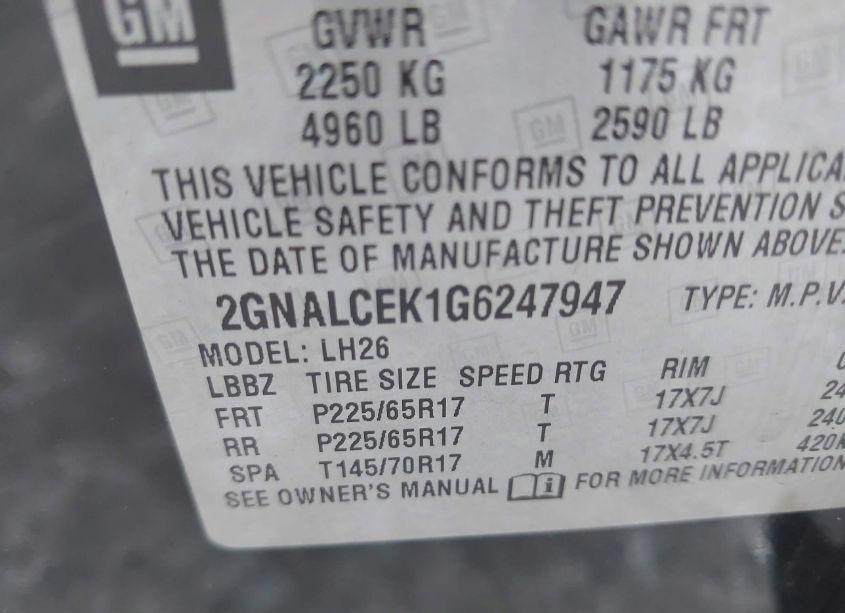 GM
GVWR GAWR FRT
2250 KG 1175 KG
4960 LB 2590 LB
THIS VEHICLE CONFORMS TO ALL APPLICA
VEHICLE SAFETY AND THEFT PREVENTION S
THE DATE OF MANUFACTURE SHOWN ABOVE.
2GNALCEK1G6247947 TYPE: M.P.V.
MODEL: LH26
LBBZ TIRE SIZE SPEED RTG RIM
FRT P225/65R17 T 17X7J 24
RR P225/65R17 T 17X7J 240
SPA T145/70R17 M 17X4.5T 420K
SEE OWNER'S MANUAL i FOR MORE INFORMATION